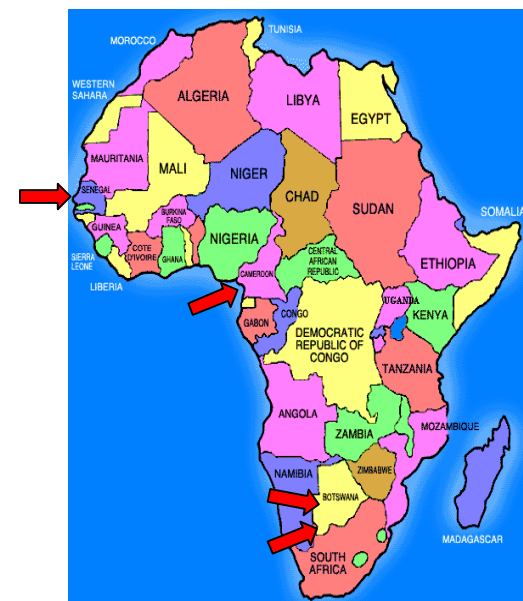 TUNISIA
MOROCCO
WESTERN
SAHARA
ALGERIA
LIBYA
EGYPT
MAURITANIA
MALI
NIGER
CHAD
SUDAN
SENEGAL
BURKINA
FASO
SOMALIA
GUINEA
NIGERIA
SIERRA
LEONE
COTE
D'IVOIRE
GHANA
CENTRAL
AFRICAN
REPUBLIC
ETHIOPIA
CAMEROON
LIBERIA
UGANDA
KENYA
GABON
CONGO
DEMOCRATIC
REPUBLIC OF
CONGO
TANZANIA
ANGOLA
ZAMBIA
MOZAMBIQUE
NAMIBIA
ZIMBABWE
BOTSWANA
MADAGASCAR
SOUTH
AFRICA